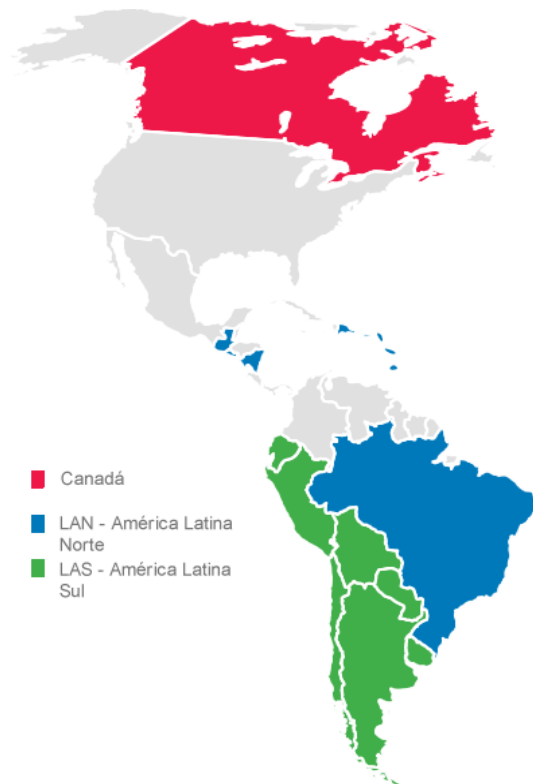 Canadá
LAN - América Latina
Norte
LAS - América Latina
Sul